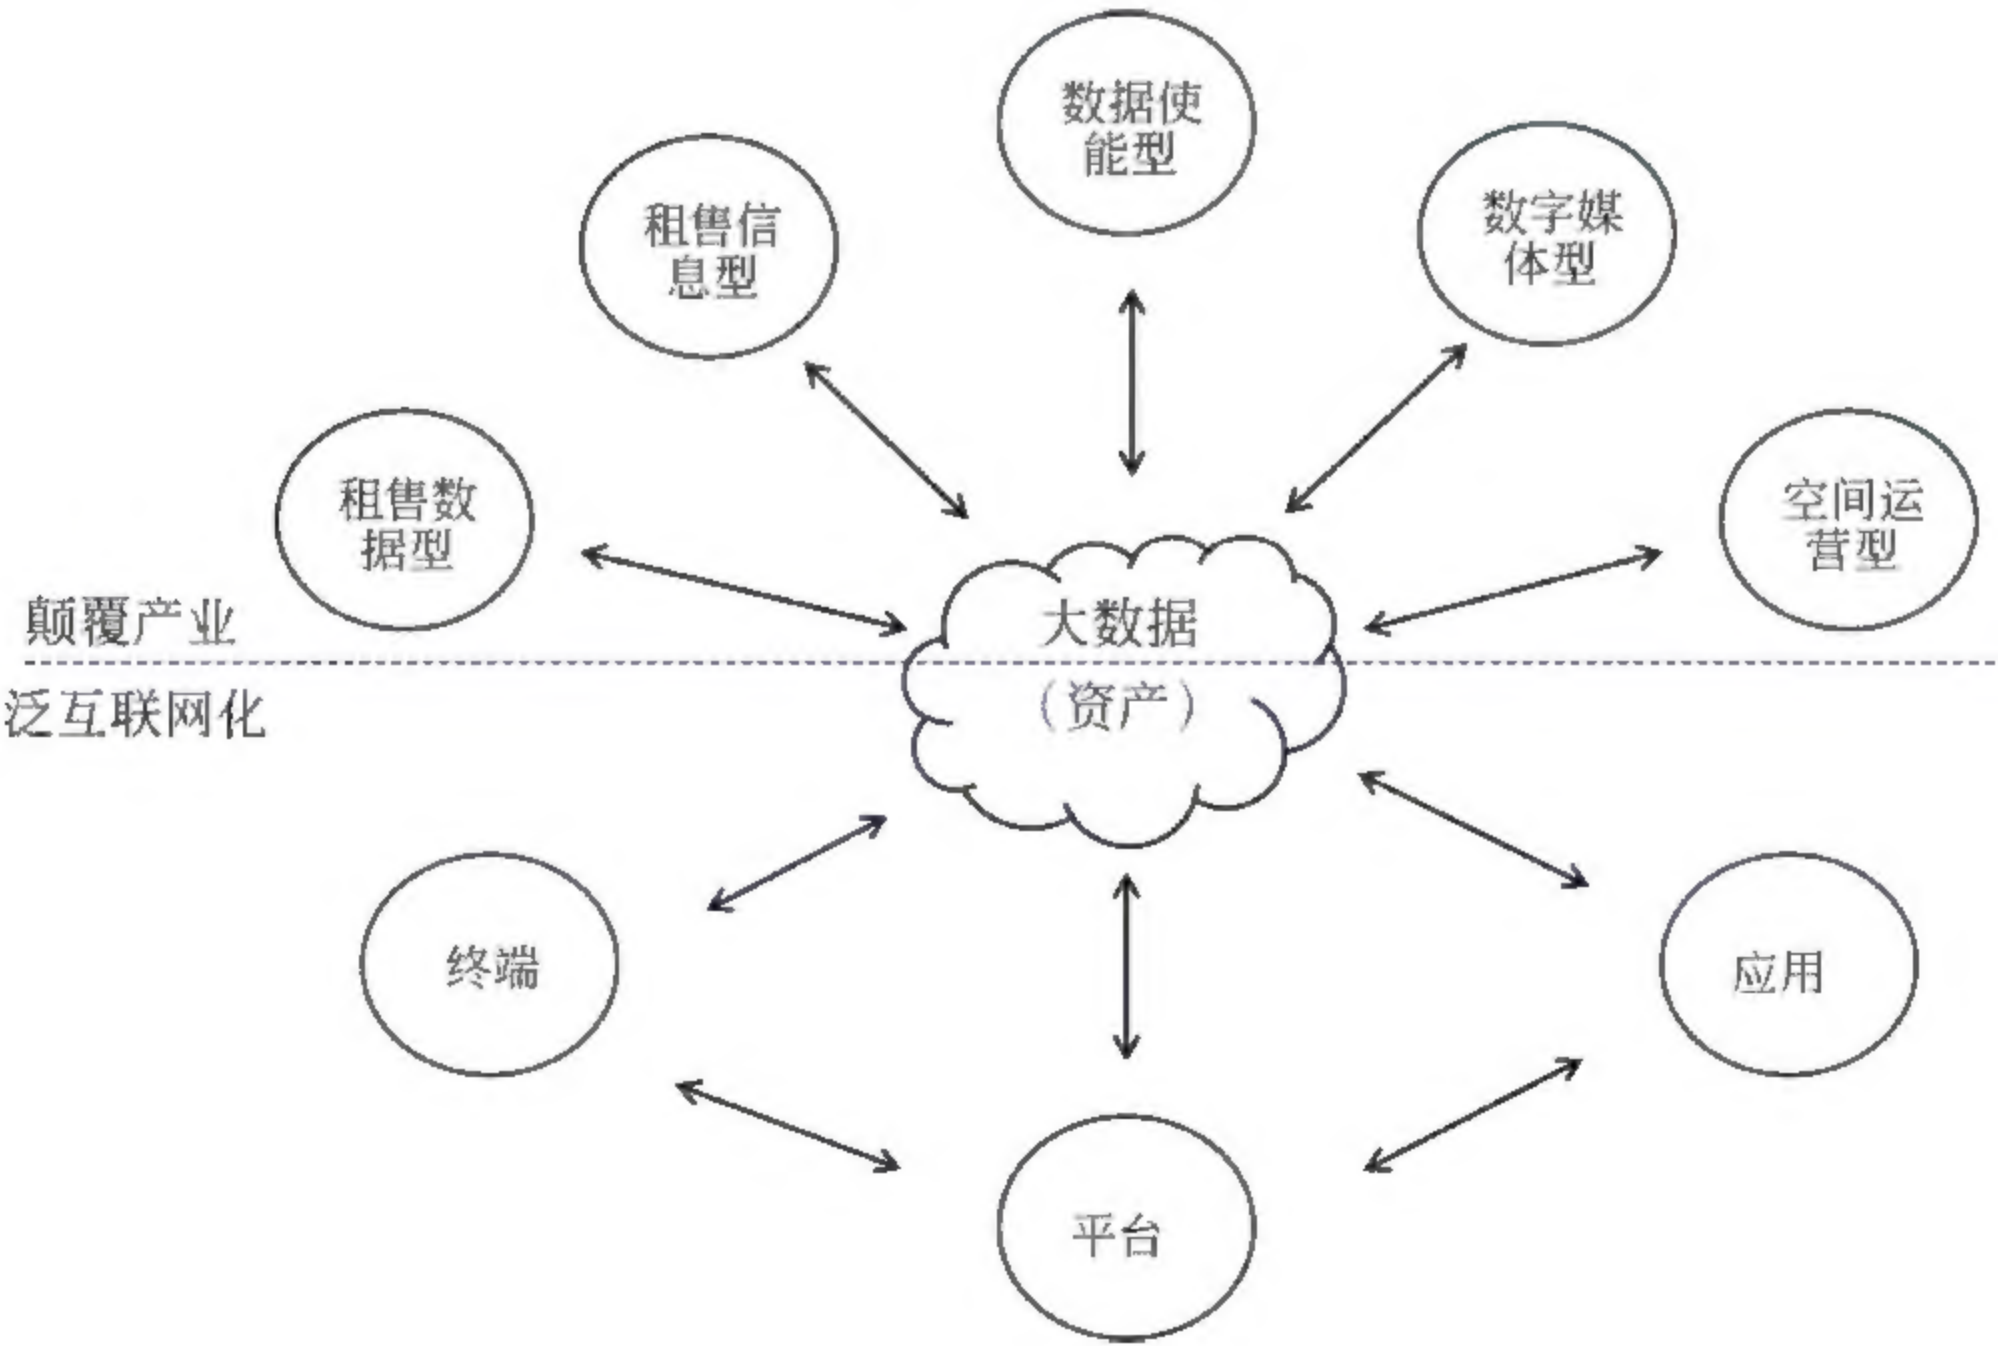 数据使
能型
租售信
息型
数字媒
体型
租售数
据型
空间运
营型
颠覆产业
大数据
泛互联网化
（资产）
终端
应用
平台